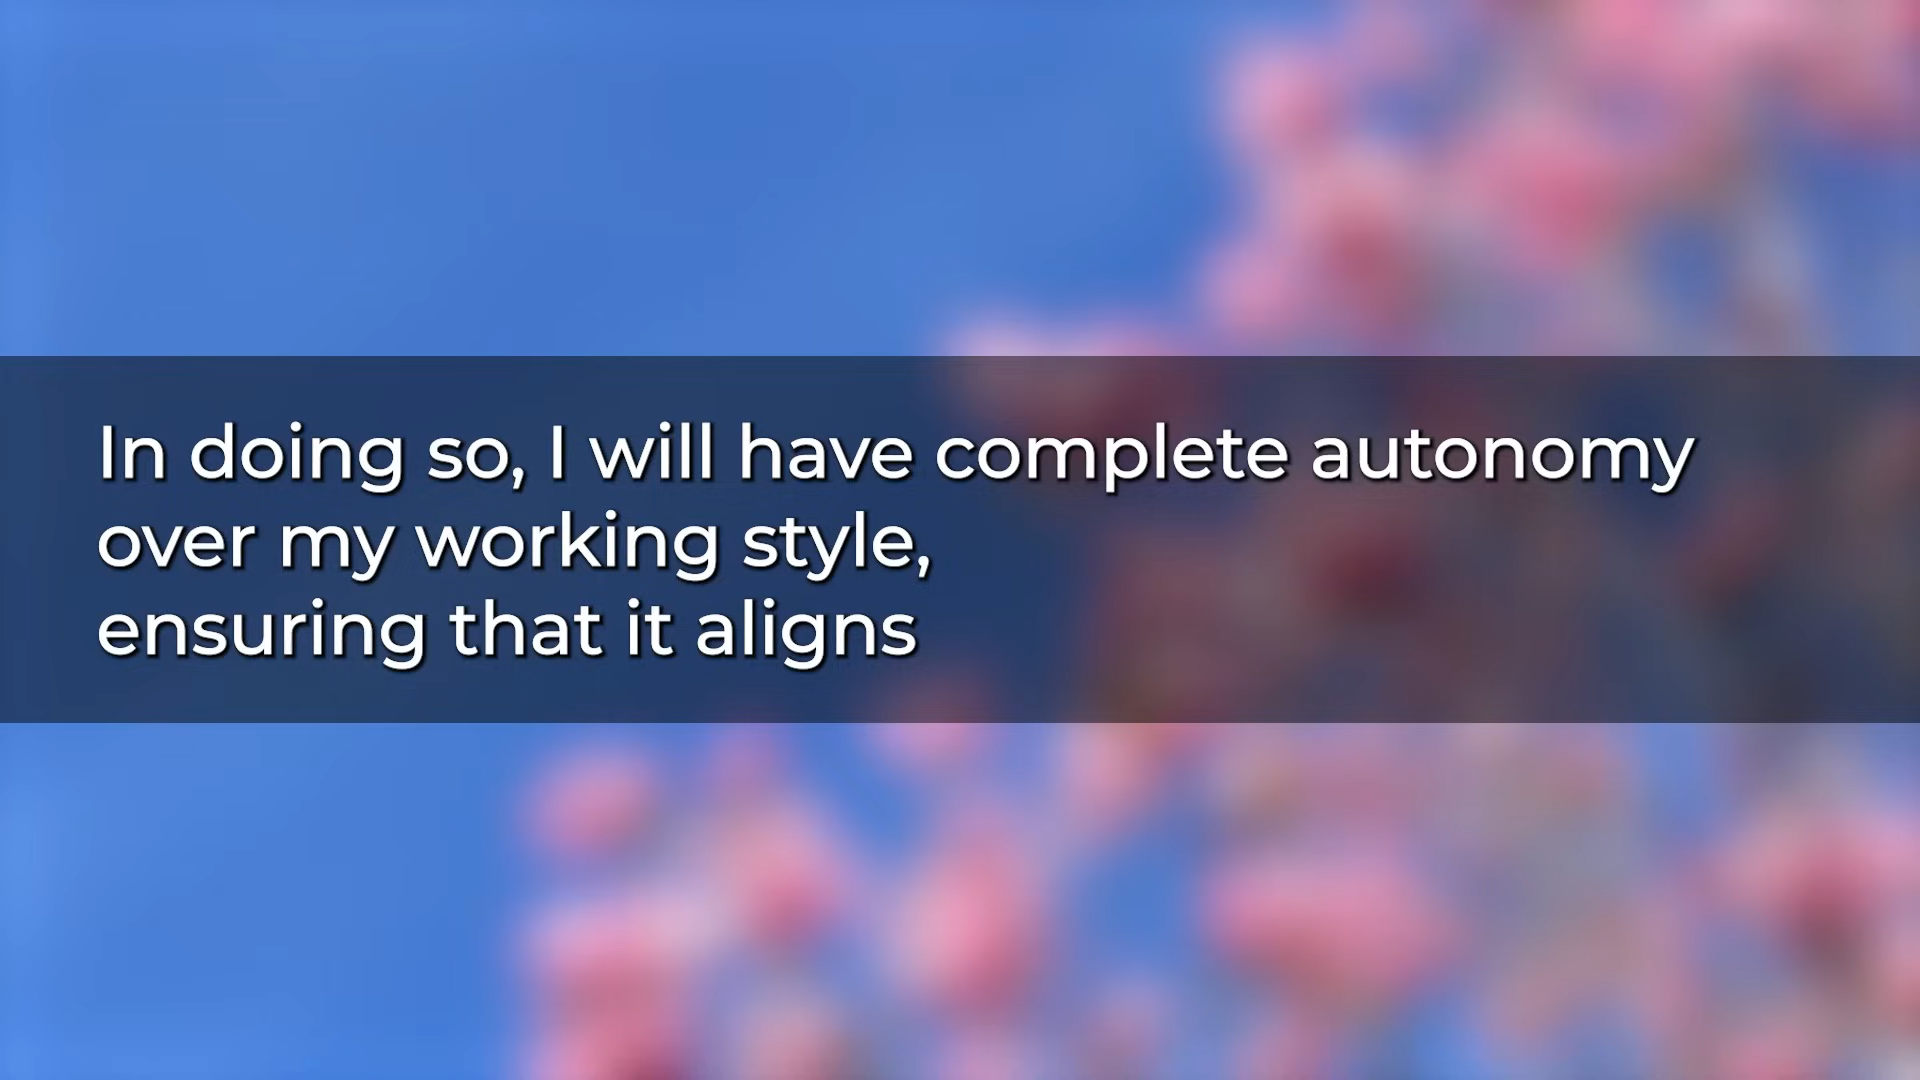 In doing so, I will have complete autonomy
over my working style,
ensuring that it aligns